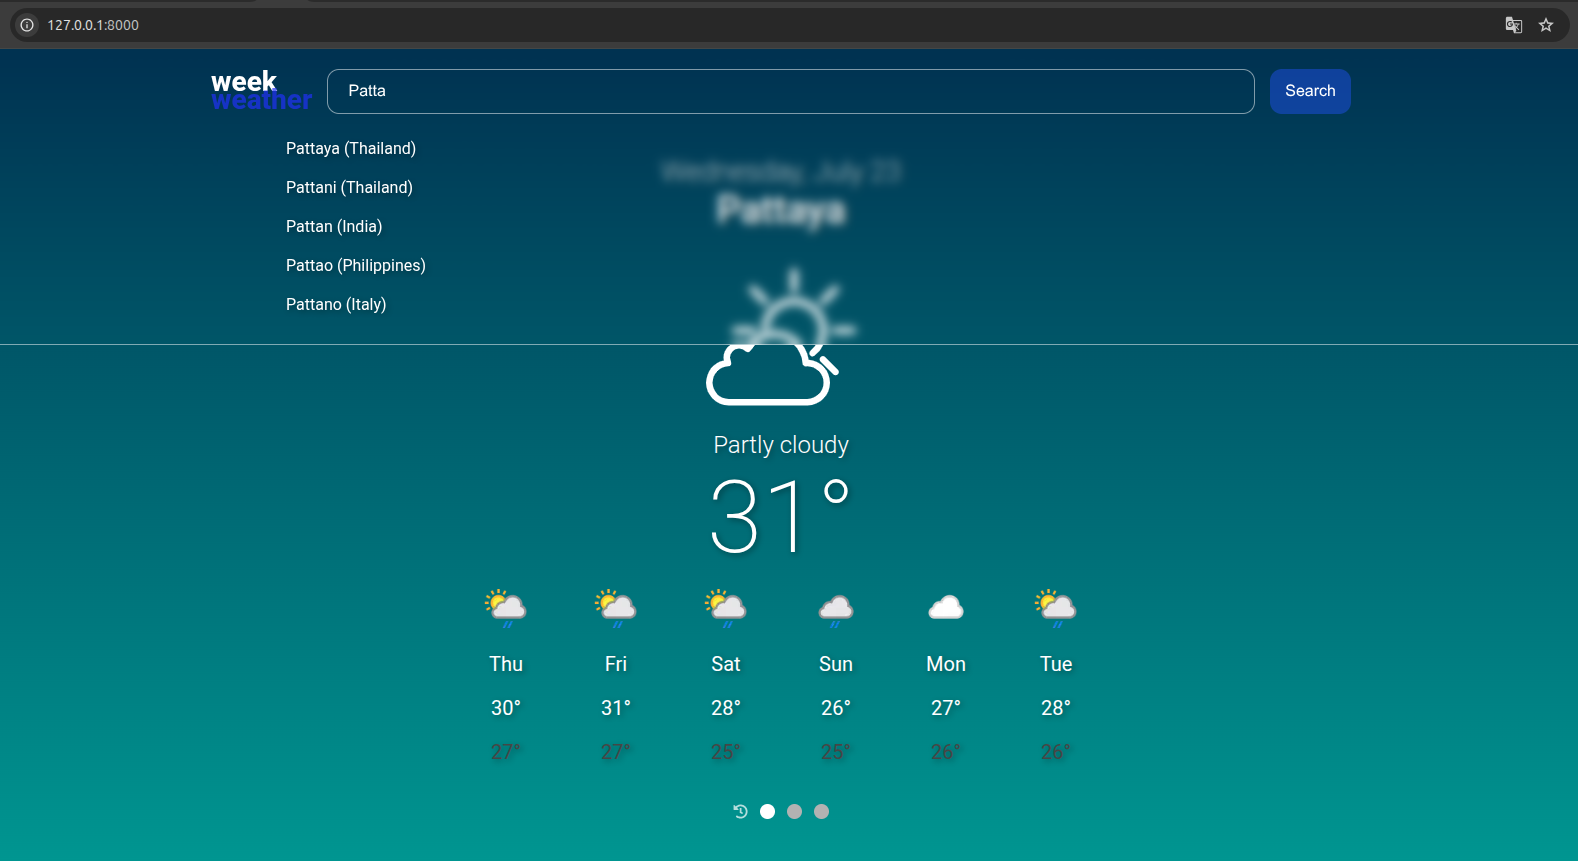 127.0.0.1:8000
week
weather
Patta
Search
Pattaya (Thailand)
Pattani (Thailand)
Pattan (India)
Pattao (Philippines)
Pattano (Italy)
Wednesday, July 23
Pattaya
Partly cloudy
31°
Thu Fri Sat Sun Mon Tue
30° 31° 28° 26° 27° 28°
27° 27° 25° 25° 26° 26°